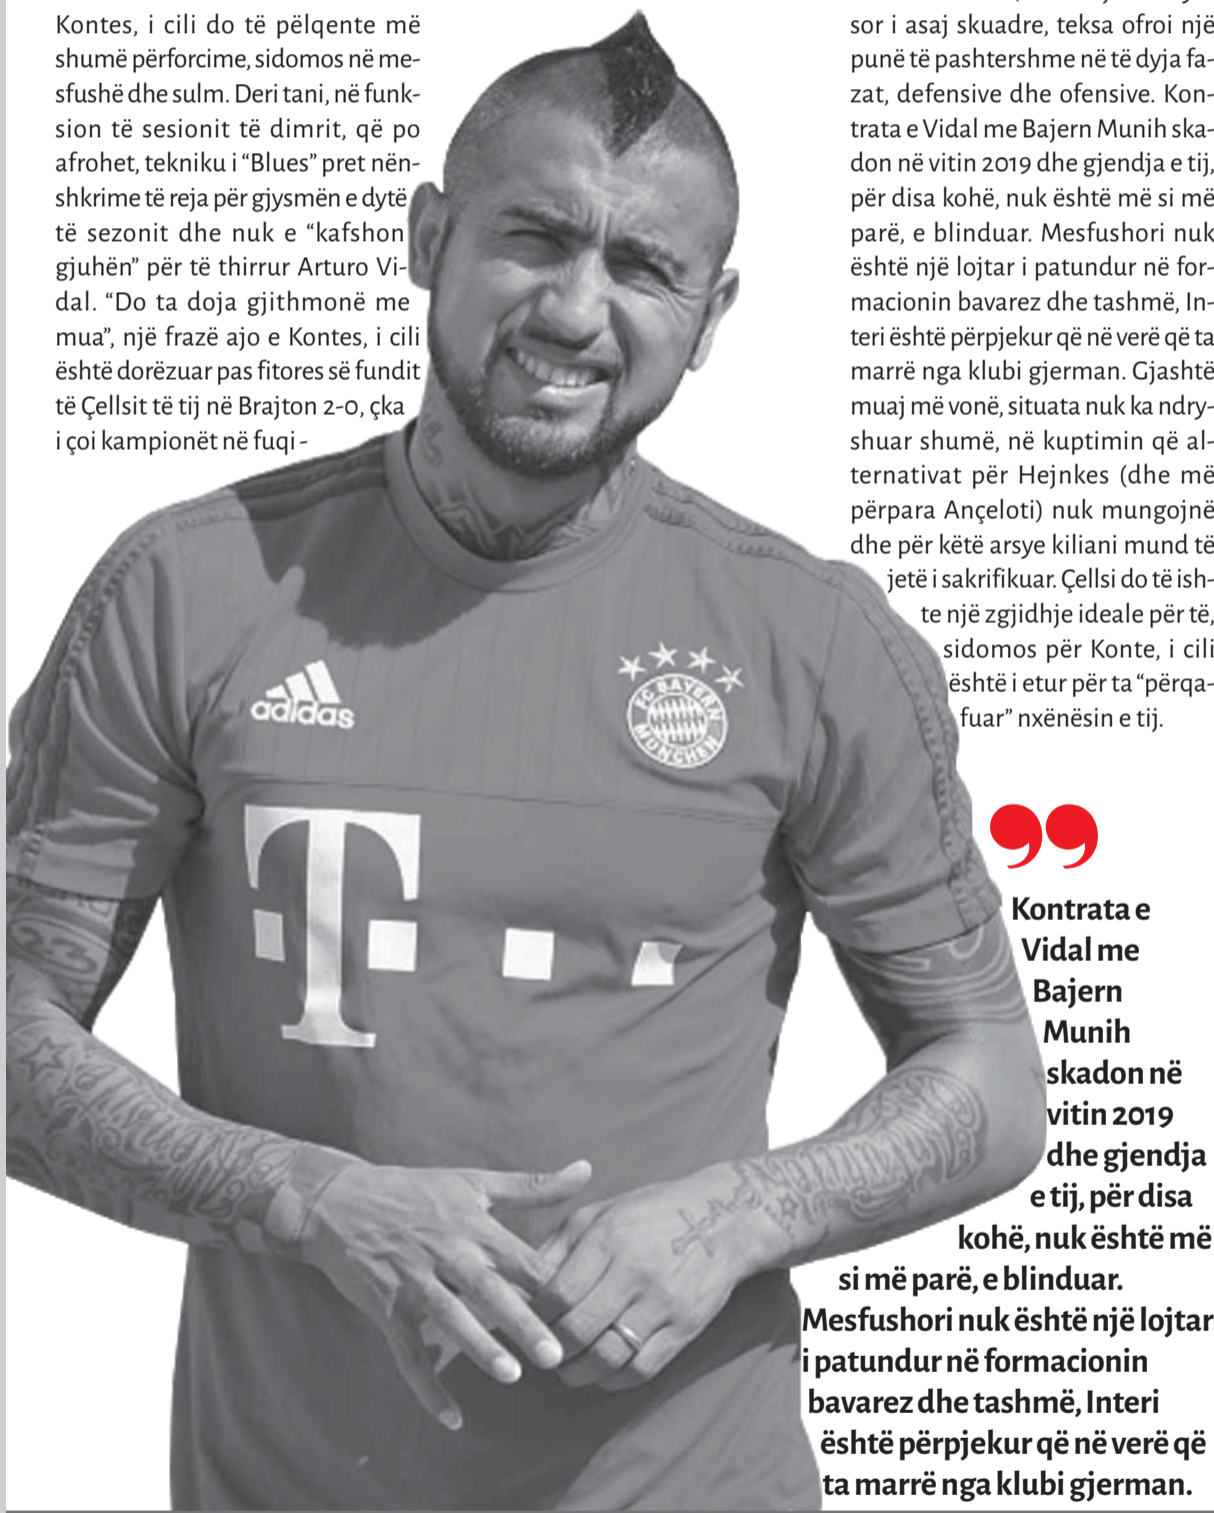 Kontes, i cili do të pëlqente më
shumë përforcime, sidomos në me-
sfushë dhe sulm. Deri tani, në funk-
sion të sesionit të dimrit, që po
afrohet, tekniku i “Blues” pret nën-
shkrime të reja për gjysmën e dytë
të sezonit dhe nuk e “kafshon
gjuhën” për të thirrur Arturo Vi-
dal. “Do ta doja gjithmonë me
mua”, një frazë ajo e Kontes, i cili
është dorëzuar pas fitores së fundit
të Çellsit të tij në Brajton 2-0, çka
i çoi kampionët në fuqi -
sor i asaj skuadre, teksa ofroi një
punë të pashtershme në të dyja fa-
zat, defensive dhe ofensive. Kon-
trata e Vidal me Bajern Munih ska-
don në vitin 2019 dhe gjendja e tij,
për disa kohë, nuk është më si më
parë, e blinduar. Mesfushori nuk
është një lojtar i patundur në for-
macionin bavarez dhe tashmë, In-
teri është përpjekur që në verë që ta
marrë nga klubi gjerman. Gjashtë
muaj më vonë, situata nuk ka ndry-
shuar shumë, në kuptimin që al-
ternativat për Hejnkes (dhe më
përpara Ançeloti) nuk mungojnë
dhe për këtë arsye kiliani mund të
jetë i sakrifikuar. Çellsi do të ish-
te një zgjidhje ideale për të,
sidomos për Konte, i cili
është i etur për ta “përqa-
fuar” nxënësin e tij.
adidas
FC BAYERN
MÜNCHEN
T
23
”
Kontrata e
Vidal me
Bajern
Munih
skadon në
vitin 2019
dhe gjendja
e tij, për disa
kohë, nuk është më
si më parë, e blinduar.
Mesfushori nuk është një lojtar
i patundur në formacionin
bavarez dhe tashmë, Interi
është përpjekur që në verë që
ta marrë nga klubi gjerman.